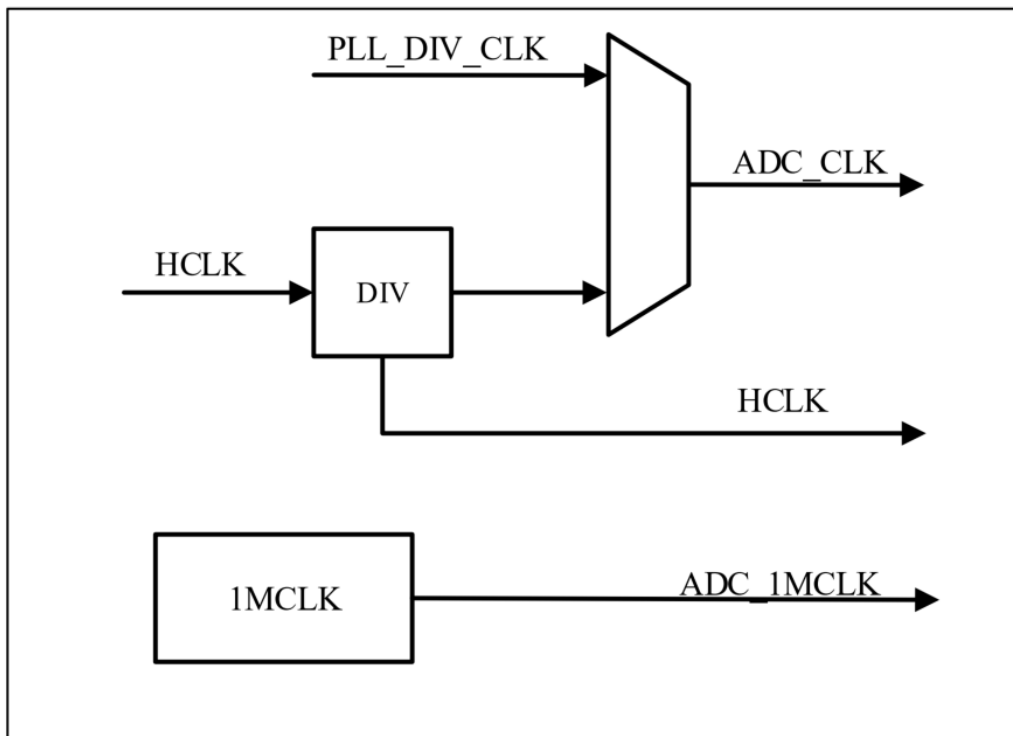 PLL_DIV_CLK
ADC_CLK
HCLK
DIV
HCLK
1MCLK
ADC_1MCLK